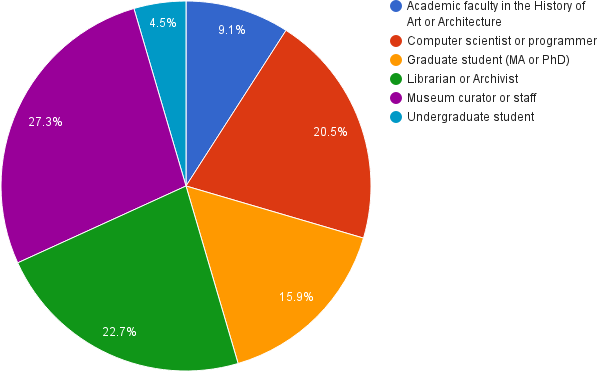 4.5%
9.1%
20.5%
27.3%
15.9%
22.7%
Academic faculty in the History of
Art or Architecture
Computer scientist or programmer
Graduate student (MA or PhD)
Librarian or Archivist
Museum curator or staff
Undergraduate student